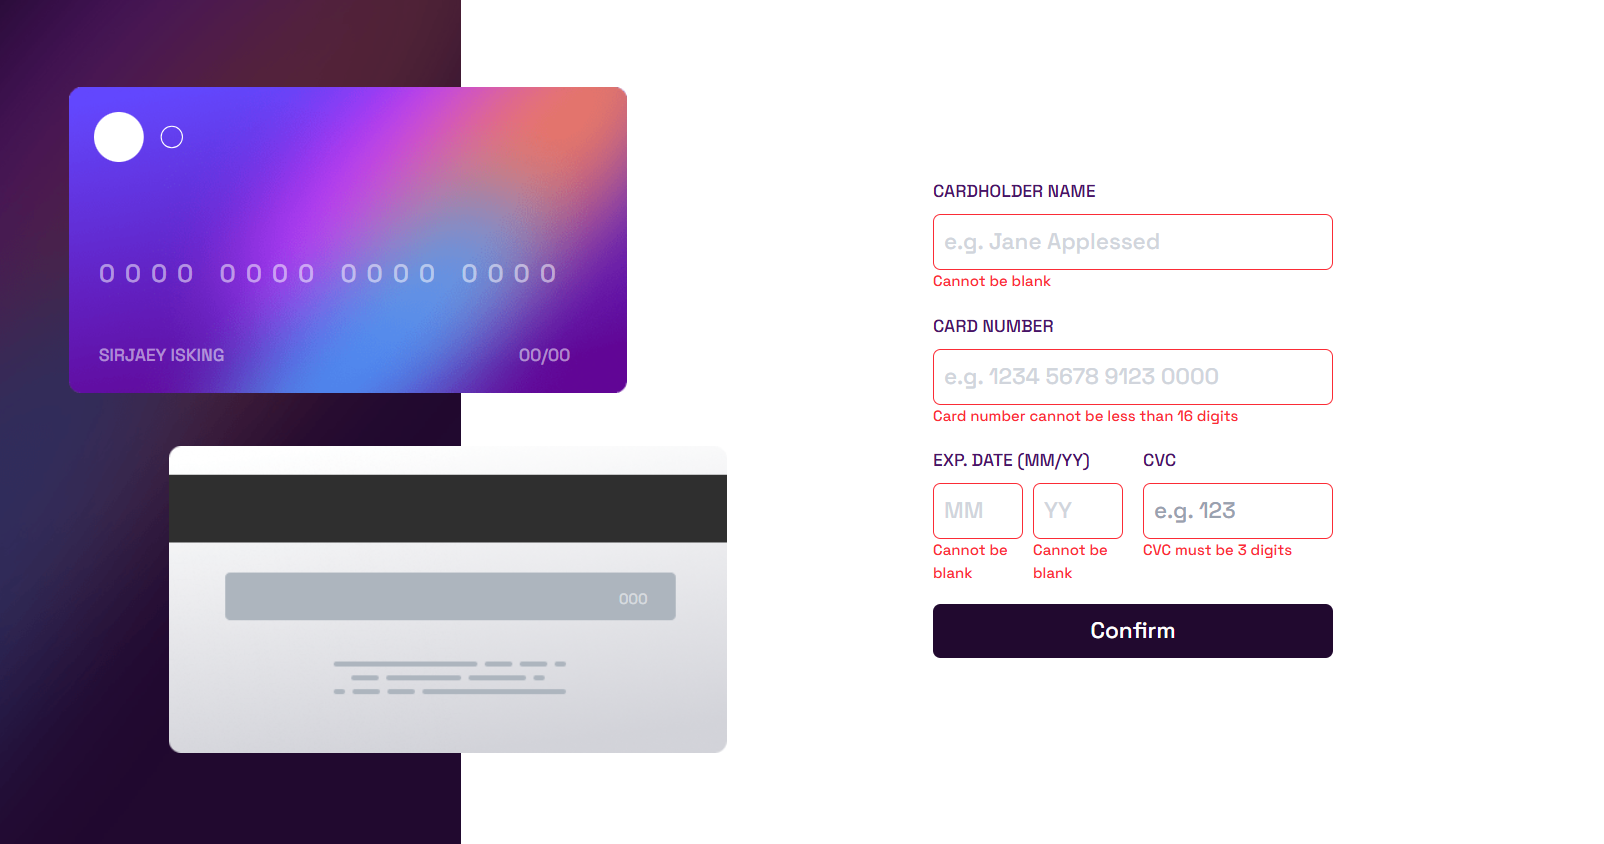 0000 0000 0000 0000
SIRJAEY ISKING 00/00
000
CARDHOLDER NAME
e.g. Jane Applessed
Cannot be blank
CARD NUMBER
e.g. 1234 5678 9123 0000
Card number cannot be less than 16 digits
EXP. DATE (MM/YY) CVC
MM YY e.g. 123
Cannot be Cannot be CVC must be 3 digits
blank blank
Confirm